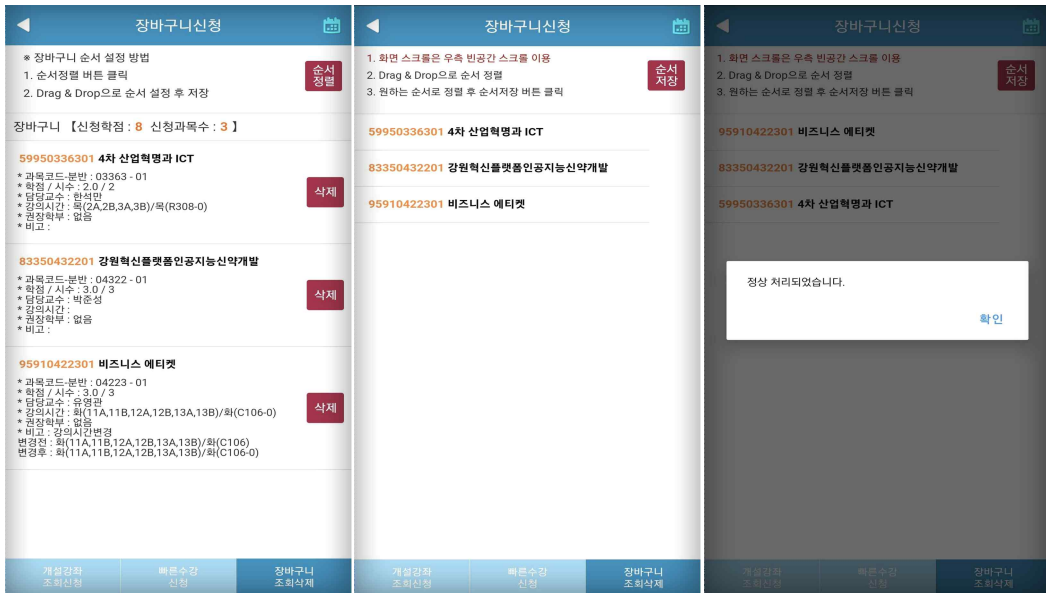 장바구니신청
※ 장바구니 순서 설정 방법
1. 순서정렬 버튼 클릭
2. Drag & Drop으로 순서 설정 후 저장
순서
정렬
장바구니 【신청학점 : 8 신청과목수 : 3 】
59950336301 4차 산업혁명과 ICT
* 과목코드-분반 : 03363 - 01
* 학점 / 시수 : 2.0 / 2
* 담당교수 : 한석만
* 강의시간 : 목(2A,2B,3A,3B)/목(R308-0)
* 권장학부 : 없음
* 비고 :
삭제
83350432201 강원혁신플랫폼인공지능신약개발
* 과목코드-분반 : 04322 - 01
* 학점 / 시수 : 3.0 / 3
* 담당교수 : 박준성
* 강의시간 :
* 권장학부 : 없음
* 비고 :
삭제
95910422301 비즈니스 에티켓
* 과목코드-분반 : 04223 - 01
* 학점 / 시수 : 3.0 / 3
* 담당교수 : 유영관
* 강의시간 : 화(11A,11B,12A,12B,13A,13B)/화(C106-0)
* 권장학부 : 없음
* 비고 : 강의시간변경
변경전 : 화(11A,11B,12A,12B,13A,13B)/화(C106)
변경후 : 화(11A,11B,12A,12B,13A,13B)/화(C106-0)
삭제
개설강좌
조회신청
빠른수강
신청
장바구니
조회삭제
장바구니신청
1. 화면 스크롤은 우측 빈공간 스크롤 이용
2. Drag & Drop으로 순서 정렬
3. 원하는 순서로 정렬 후 순서저장 버튼 클릭
순서
저장
59950336301 4차 산업혁명과 ICT
83350432201 강원혁신플랫폼인공지능신약개발
95910422301 비즈니스 에티켓
개설강좌
조회신청
빠른수강
신청
장바구니
조회삭제
장바구니신청
1. 화면 스크롤은 우측 빈공간 스크롤 이용
2. Drag & Drop으로 순서 정렬
3. 원하는 순서로 정렬 후 순서저장 버튼 클릭
순서
저장
95910422301 비즈니스 에티켓
83350432201 강원혁신플랫폼인공지능신약개발
59950336301 4차 산업혁명과 ICT
정상 처리되었습니다.
확인
개설강좌
조회신청
빠른수강
신청
장바구니
조회삭제